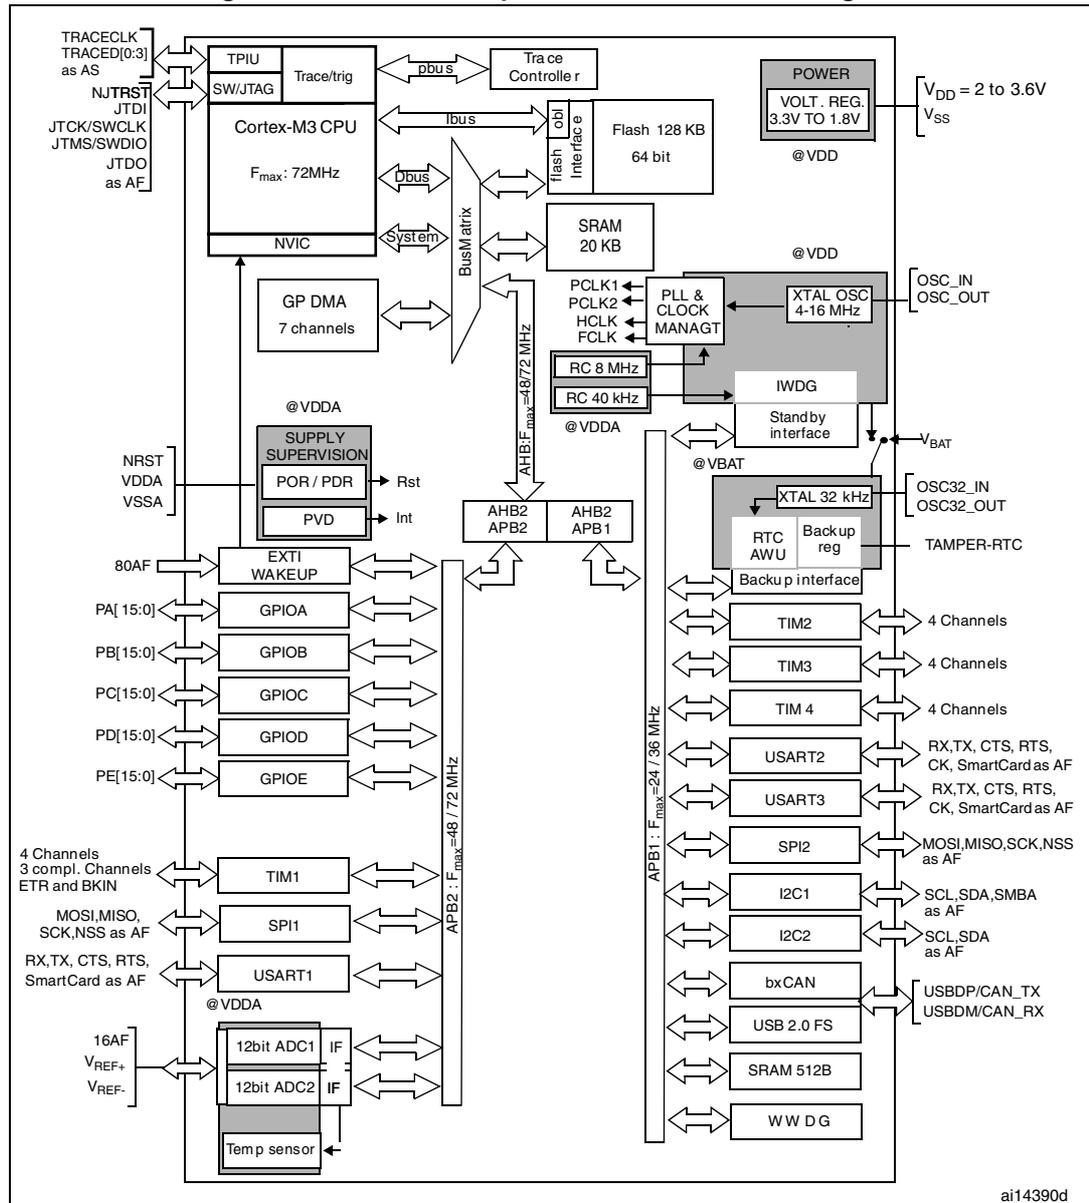 TRACECLK
TRACED[0:3]
as AS
NJTRST
JTDI
JTCK/SWCLK
JTMS/SWDIO
JTDO
as AF
TPIU
SW/JTAG
Trace/trig
pbus
Trace
Controller
Cortex-M3 CPU
Fmax: 72MHz
NVIC
Ibus
Dbus
System
BusMatrix
flash obl
Interface
Flash 128 KB
64 bit
SRAM
20 KB
POWER
VOLT. REG.
3.3V TO 1.8V
@VDD
VDD = 2 to 3.6V
VSS
GP DMA
7 channels
AHB:Fmax=48/72 MHz
@VDD
PCLK1
PCLK2
HCLK
FCLK
PLL &
CLOCK
MANAGT
XTAL OSC
4-16 MHz
OSC_IN
OSC_OUT
RC 8 MHz
RC 40 kHz
@VDDA
IWDG
Standby
interface
@VBAT
VBAT
@VDDA
SUPPLY
SUPERVISION
NRST
VDDA
VSSA
POR / PDR
Rst
PVD
Int
AHB2
APB2
AHB2
APB1
XTAL 32 kHz
OSC32_IN
OSC32_OUT
RTC
AWU
Backup
reg
TAMPER-RTC
Backup interface
80AF
EXTI
WAKEUP
PA[15:0]
GPIOA
PB[15:0]
GPIOB
PC[15:0]
GPIOC
PD[15:0]
GPIOD
PE[15:0]
GPIOE
4 Channels
3 compl. Channels
ETR and BKIN
TIM1
MOSI,MISO,
SCK,NSS as AF
SPI1
RX,TX, CTS, RTS,
SmartCard as AF
USART1
@VDDA
16AF
VREF+
VREF-
12bit ADC1
IF
12bit ADC2
IF
Temp sensor
APB2 : Fmax=48 / 72 MHz
APB1 : Fmax=24 / 36 MHz
TIM2
4 Channels
TIM3
4 Channels
TIM 4
4 Channels
USART2
RX,TX, CTS, RTS,
CK, SmartCard as AF
USART3
RX,TX, CTS, RTS,
CK, SmartCard as AF
SPI2
MOSI,MISO,SCK,NSS
as AF
I2C1
SCL,SDA,SMBA
as AF
I2C2
SCL,SDA
as AF
bxCAN
USBDP/CAN_TX
USBDM/CAN_RX
USB 2.0 FS
SRAM 512B
WWDG
ai14390d